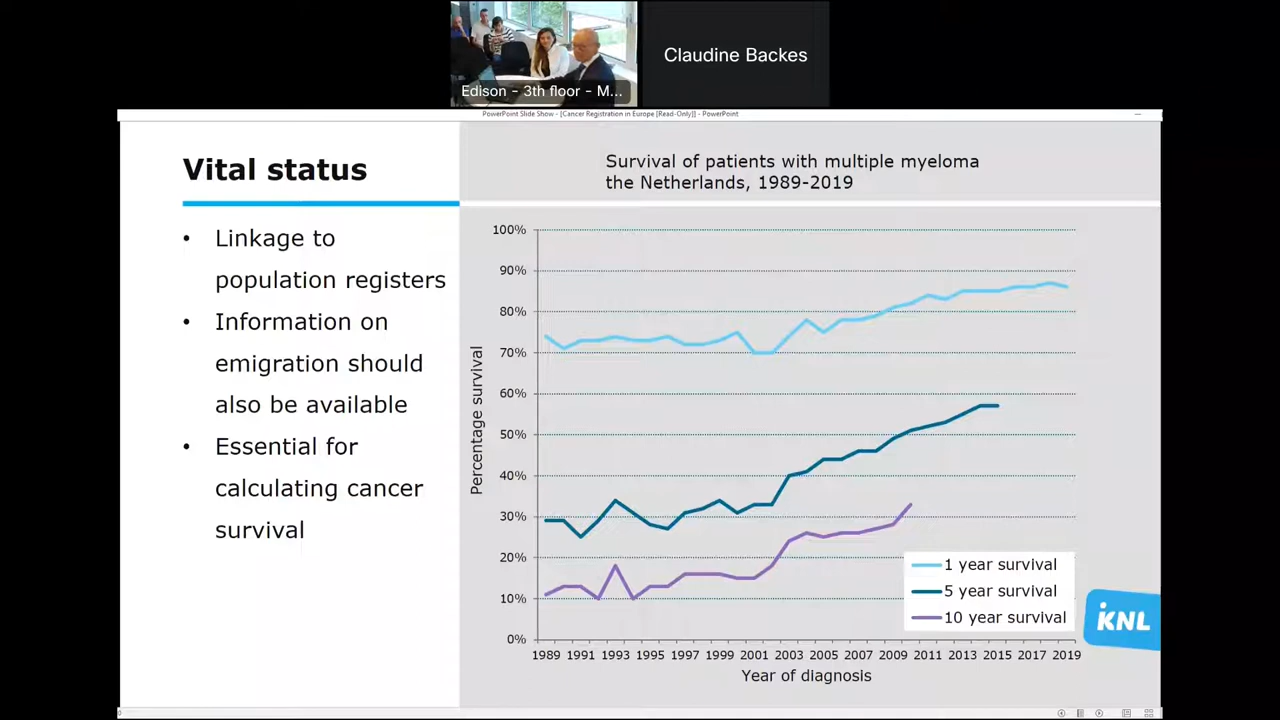 Edison - 3th floor - M...
Claudine Backes
PowerPoint Slide Show - [Cancer Registration in Europe [Read-Only]] - PowerPoint
Vital status
• Linkage to
population registers
• Information on
emigration should
also be available
• Essential for
calculating cancer
survival
Survival of patients with multiple myeloma
the Netherlands, 1989-2019
100%
90%
80%
70%
60%
50%
40%
30%
20%
10%
0%
Percentage survival
1 year survival
5 year survival
10 year survival
1989 1991 1993 1995 1997 1999 2001 2003 2005 2007 2009 2011 2013 2015 2017 2019
Year of diagnosis
iKNL